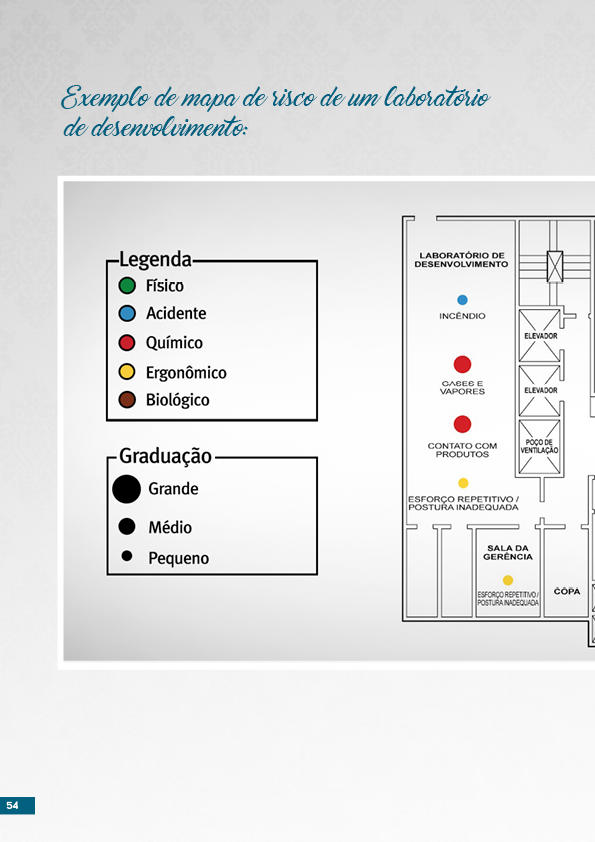 Exemplo de mapa de risco de um laboratório
de desenvolvimento:
Legenda
Físico
Acidente
Químico
Ergonômico
Biológico
Graduação
Grande
Médio
Pequeno
LABORATÓRIO DE
DESENVOLVIMENTO
INCÊNDIO
GASES E
VAPORES
CONTATO COM
PRODUTOS
ESFORÇO REPETITIVO /
POSTURA INADEQUADA
ELEVADOR
ELEVADOR
POÇO DE
VENTILAÇÃO
SALA DA
GERÊNCIA
ESFORÇO REPETITIVO /
POSTURA INADEQUADA
COPA
54